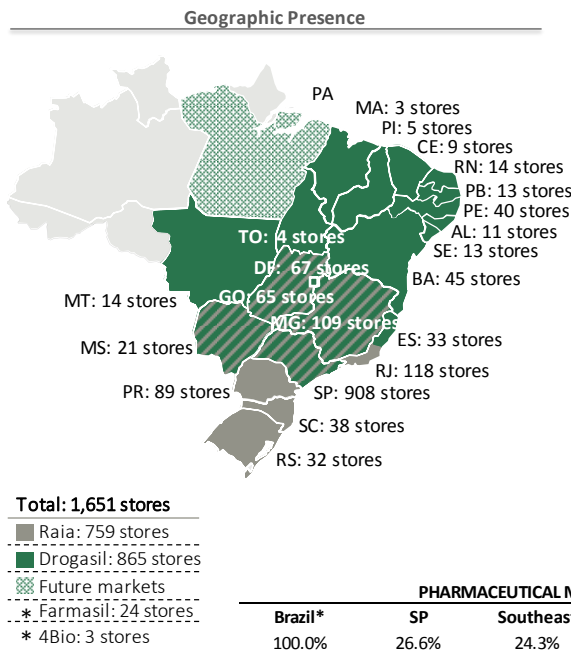 Geographic Presence
PA
MA: 3 stores
PI: 5 stores
CE: 9 stores
RN: 14 stores
PB: 13 stores
PE: 40 stores
AL: 11 stores
TO: 4 stores
SE: 13 stores
DF: 67 stores
BA: 45 stores
MT: 14 stores
GO: 65 stores
MG: 109 stores
ES: 33 stores
MS: 21 stores
RJ: 118 stores
PR: 89 stores
SP: 908 stores
SC: 38 stores
RS: 32 stores
Total: 1,651 stores
Raia: 759 stores
Drogasil: 865 stores
Future markets
* Farmasil: 24 stores
* 4Bio: 3 stores
PHARMACEUTICAL M
Brazil* SP Southeast
100.0% 26.6% 24.3%